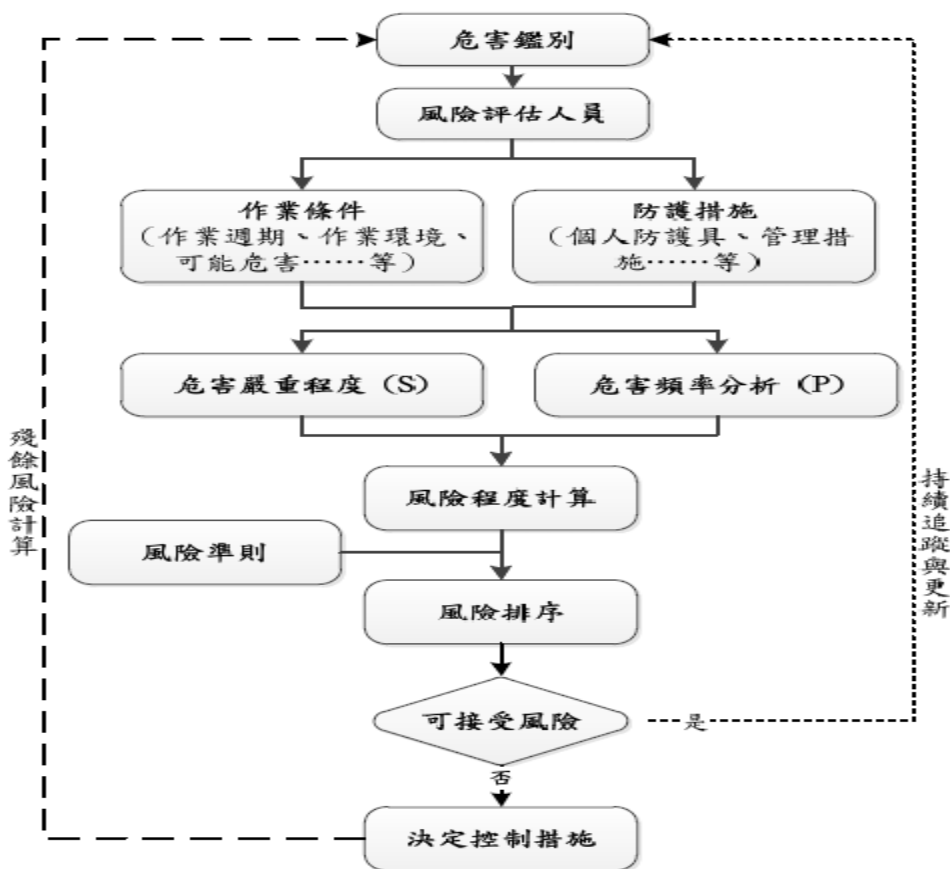 危害鑑別
風險評估人員
作業條件
（作業週期、作業環境、
可能危害……等）
防護措施
（個人防護具、管理措
施……等）
危害嚴重程度（S）
危害頻率分析（P）
殘餘風險計算
持續追蹤與更新
風險程度計算
風險準則
風險排序
可接受風險
是
否
決定控制措施